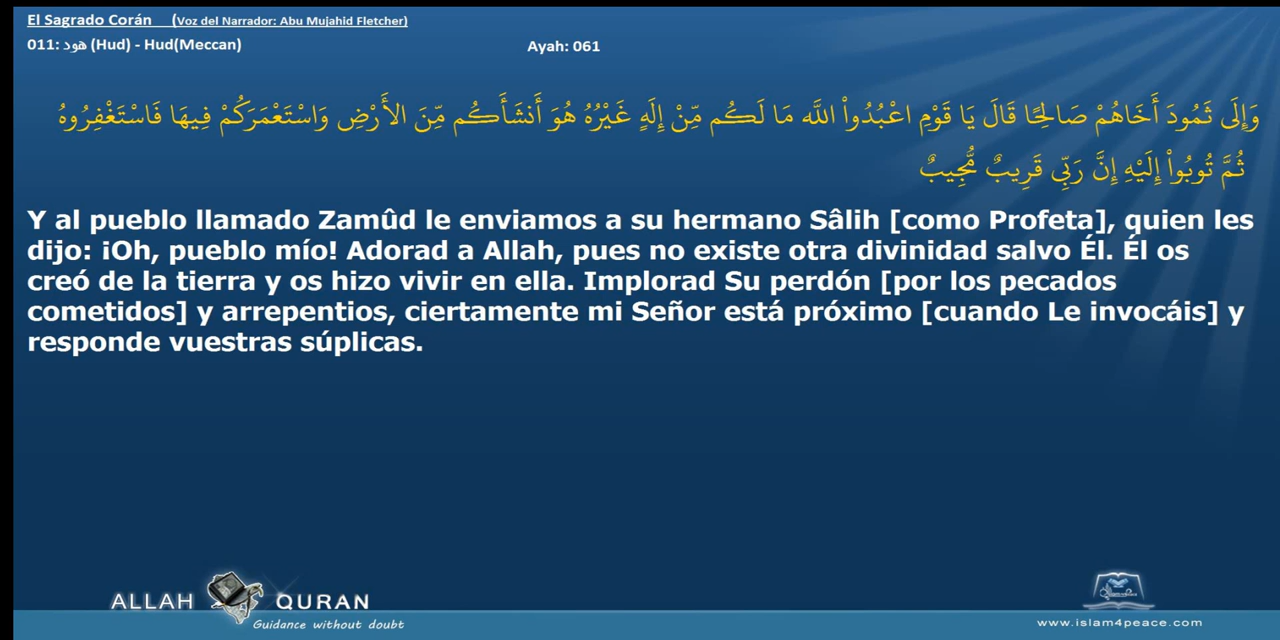 El Sagrado Corán (Voz del Narrador: Abu Mujahid Fletcher)
011: هود (Hud) - Hud(Meccan) Ayah: 061
وَإِلَى ثَمُودَ أَخَاهُمْ صَالِحًا قَالَ يَا قَوْمِ اعْبُدُواْ اللّهَ مَا لَكُم مِّنْ إِلَهٍ غَيْرُهُ هُوَ أَنشَأَكُم مِّنَ الأَرْضِ وَاسْتَعْمَرَكُمْ فِيهَا فَاسْتَغْفِرُوهُ
ثُمَّ تُوبُواْ إِلَيْهِ إِنَّ رَبِّي قَرِيبٌ مُّجِيبٌ
Y al pueblo llamado Zamûd le enviamos a su hermano Sâlih [como Profeta], quien les
dijo: ¡Oh, pueblo mío! Adorad a Allah, pues no existe otra divinidad salvo Él. Él os
creó de la tierra y os hizo vivir en ella. Implorad Su perdón [por los pecados
cometidos] y arrepentios, ciertamente mi Señor está próximo [cuando Le invocáis] y
responde vuestras súplicas.
ALLAH QURAN
Guidance without doubt
www.islam4peace.com